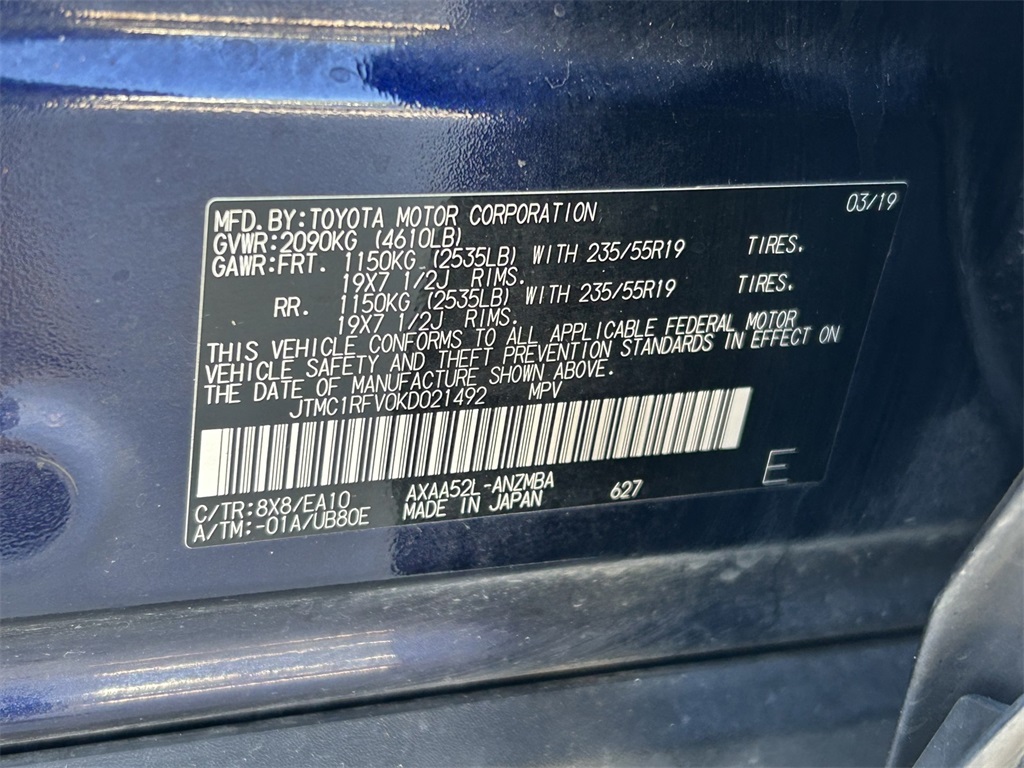 03/19
MFD.BY:TOYOTA MOTOR CORPORATION
GVWR:2090KG (4610LB)
GAWR:FRT. 1150KG (2535LB) WITH 235/55R19 TIRES.
19X7 1/2J RIMS.
RR. 1150KG (2535LB) WITH 235/55R19 TIRES.
19X7 1/2J RIMS.
THIS VEHICLE CONFORMS TO ALL APPLICABLE FEDERAL MOTOR
VEHICLE SAFETY AND THEFT PREVENTION STANDARDS IN EFFECT ON
THE DATE OF MANUFACTURE SHOWN ABOVE.
JTMC1RFV0KD021492 MPV
E
C/TR:8X8/EA10 AXAA52L-ANZMBA 627
A/TM:-01A/UB80E MADE IN JAPAN